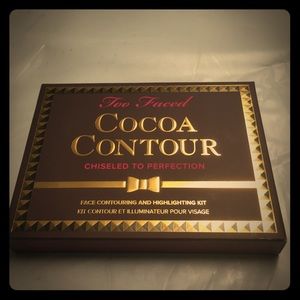 Too Faced
COCOA
CONTOUR
CHISELED TO PERFECTION
FACE CONTOURING AND HIGHLIGHTING KIT
KIT CONTOUR ET ILLUMINATEUR POUR VISAGE